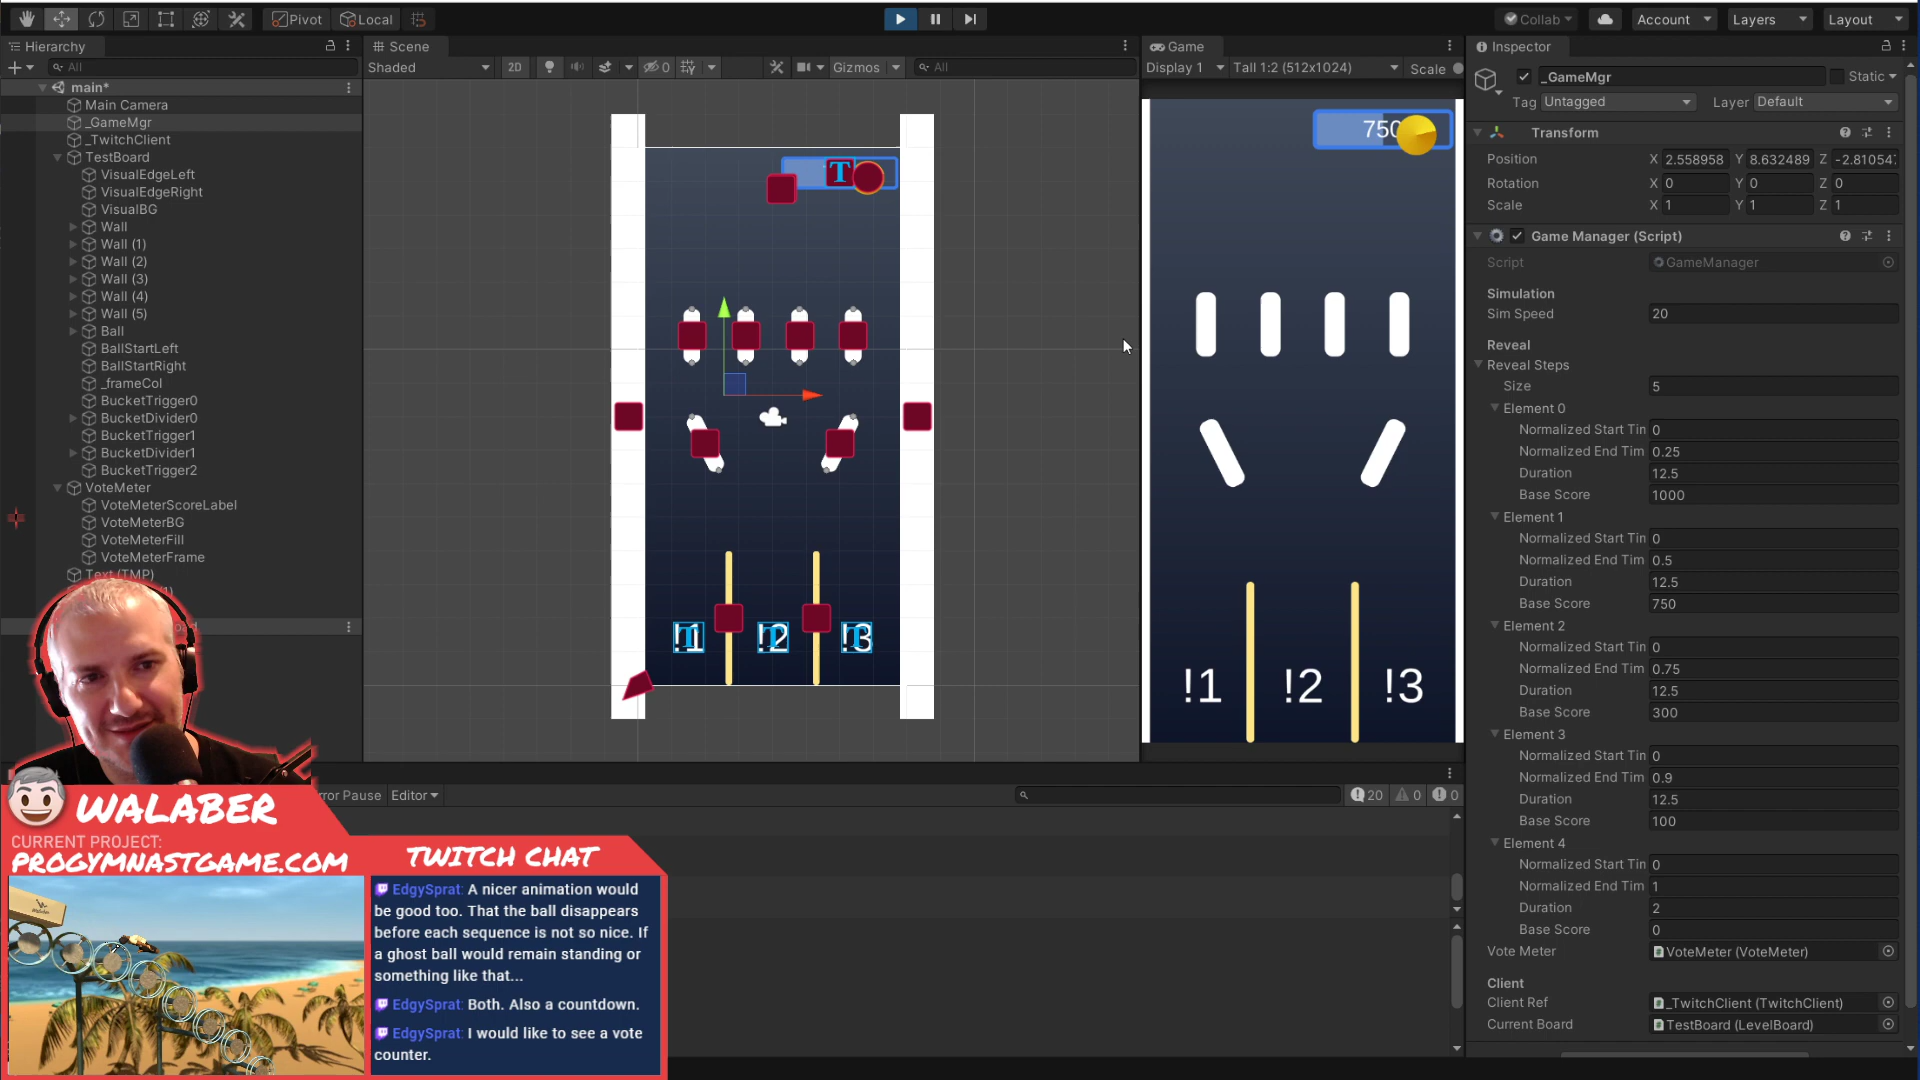 Pivot
Local
Collab
Account
Layers
Layout
Hierarchy
All
main*
Main Camera
_GameMgr
_TwitchClient
TestBoard
VisualEdgeLeft
VisualEdgeRight
VisualBG
Wall
Wall (1)
Wall (2)
Wall (3)
Wall (4)
Wall (5)
Ball
BallStartLeft
BallStartRight
_frameCol
BucketTrigger0
BucketDivider0
BucketTrigger1
BucketDivider1
BucketTrigger2
VoteMeter
VoteMeterScoreLabel
VoteMeterBG
VoteMeterFill
VoteMeterFrame
Text (TMP)
Scene
Shaded
2D
0
Gizmos
All
T
!1
!2
!3
Game
Display 1
Tall 1:2 (512x1024)
Scale
750
!1
!2
!3
Inspector
_GameMgr
Static
Tag Untagged
Layer Default
Transform
Position X 2.558958 Y 8.632489 Z -2.81054
Rotation X 0 Y 0 Z 0
Scale X 1 Y 1 Z 1
Game Manager (Script)
Script GameManager
Simulation
Sim Speed 20
Reveal
Reveal Steps
Size 5
Element 0
Normalized Start Tin 0
Normalized End Tim 0.25
Duration 12.5
Base Score 1000
Element 1
Normalized Start Tin 0
Normalized End Tim 0.5
Duration 12.5
Base Score 750
Element 2
Normalized Start Tin 0
Normalized End Tim 0.75
Duration 12.5
Base Score 300
Element 3
Normalized Start Tin 0
Normalized End Tim 0.9
Duration 12.5
Base Score 100
Element 4
Normalized Start Tin 0
Normalized End Tim 1
Duration 2
Base Score 0
Vote Meter VoteMeter (VoteMeter)
Client
Client Ref _TwitchClient (TwitchClient)
Current Board TestBoard (LevelBoard)
ror Pause
Editor
20
0
0
WALABER
CURRENT PROJECT:
PROGYMNASTGAME.COM
TWITCH CHAT
EdgySprat: A nicer animation would
be good too. That the ball disappears
before each sequence is not so nice. If
a ghost ball would remain standing or
something like that...
EdgySprat: Both. Also a countdown.
EdgySprat: I would like to see a vote
counter.